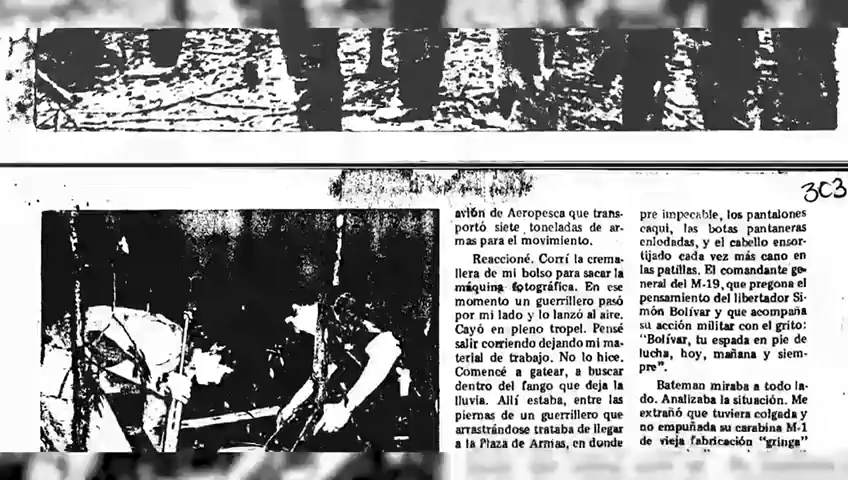 303
avión de Aeropesca que trans-
portó siete toneladas de ar-
mas para el movimiento.
Reaccioné. Corrí la crema-
llera de mi bolso para sacar la
máquina fotográfica. En ese
momento un guerrillero pasó
por mi lado y lo lanzó al aire.
Cayó en pleno tropel. Pensé
salir corriendo dejando mi ma-
terial de trabajo. No lo hice.
Comencé a gatear, a buscar
dentro del fango que deja la
lluvia. Allí estaba, entre las
piernas de un guerrillero que
arrastrándose trataba de llegar
a la Plaza de Armas, en donde
pre impecable, los pantalones
caqui, las botas pantaneras
enlodadas, y el cabello ensor-
tijado cada vez más cano en
las patillas. El comandante ge-
neral del M-19, que pregona el
pensamiento del libertador Si-
món Bolívar y que acompaña
su acción militar con el grito:
"Bolívar, tu espada en pie de
lucha, hoy, mañana y siem-
pre".
Bateman miraba a todo la-
do. Analizaba la situación. Me
extrañó que tuviera colgada y
no empuñada su carabina M-1
de vieja fabricación "gringa"